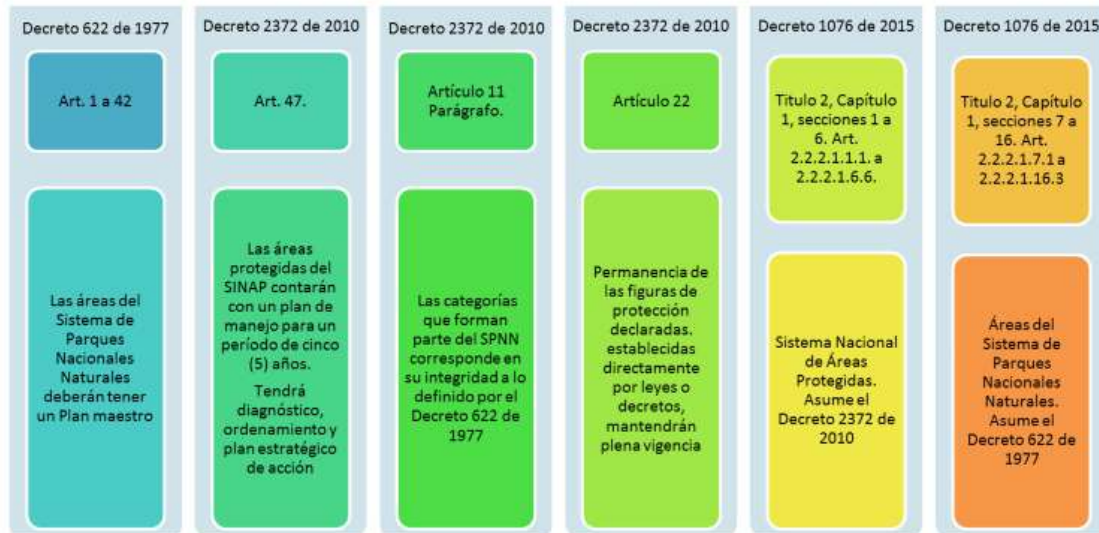 Decreto 622 de 1977
Art. 1 a 42
Las áreas del
Sistema de
Parques
Nacionales
Naturales
deberán tener
un Plan maestro
Decreto 2372 de 2010
Art. 47.
Las áreas
protegidas del
SINAP contarán
con un plan de
manejo para un
período de cinco
(5) años.
Tendrá
diagnóstico,
ordenamiento y
plan estratégico
de acción
Decreto 2372 de 2010
Artículo 11
Parágrafo.
Las categorías
que forman
parte del SPNN
corresponde en
su integridad a lo
definido por el
Decreto 622 de
1977
Decreto 2372 de 2010
Artículo 22
Permanencia de
las figuras de
protección
declaradas.
establecidas
directamente
por leyes o
decretos,
mantendrán
plena vigencia
Decreto 1076 de 2015
Titulo 2, Capítulo
1, secciones 1 a
6. Art.
2.2.2.1.1.1. a
2.2.2.1.6.6.
Sistema Nacional
de Áreas
Protegidas.
Asume el
Decreto 2372 de
2010
Decreto 1076 de 2015
Titulo 2, Capítulo
1, secciones 7 a
16. Art.
2.2.2.1.7.1 a
2.2.2.1.16.3
Áreas del
Sistema de
Parques
Nacionales
Naturales.
Asume el
Decreto 622 de
1977